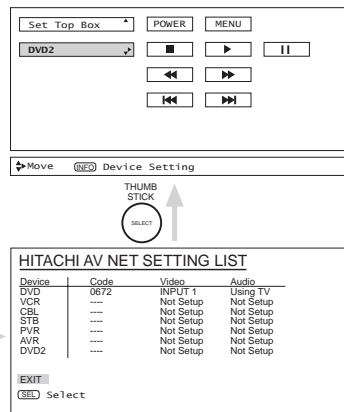 Set Top Box POWER MENU
DVD2
Move INFO Device Setting
THUMB
STICK
SELECT
HITACHI AV NET SETTING LIST
Device Code Video Audio
DVD 0672 INPUT 1 Using TV
VCR ---- Not Setup Not Setup
CBL ---- Not Setup Not Setup
STB ---- Not Setup Not Setup
PVR ---- Not Setup Not Setup
AVR ---- Not Setup Not Setup
DVD2 ---- Not Setup Not Setup
EXIT
SEL Select